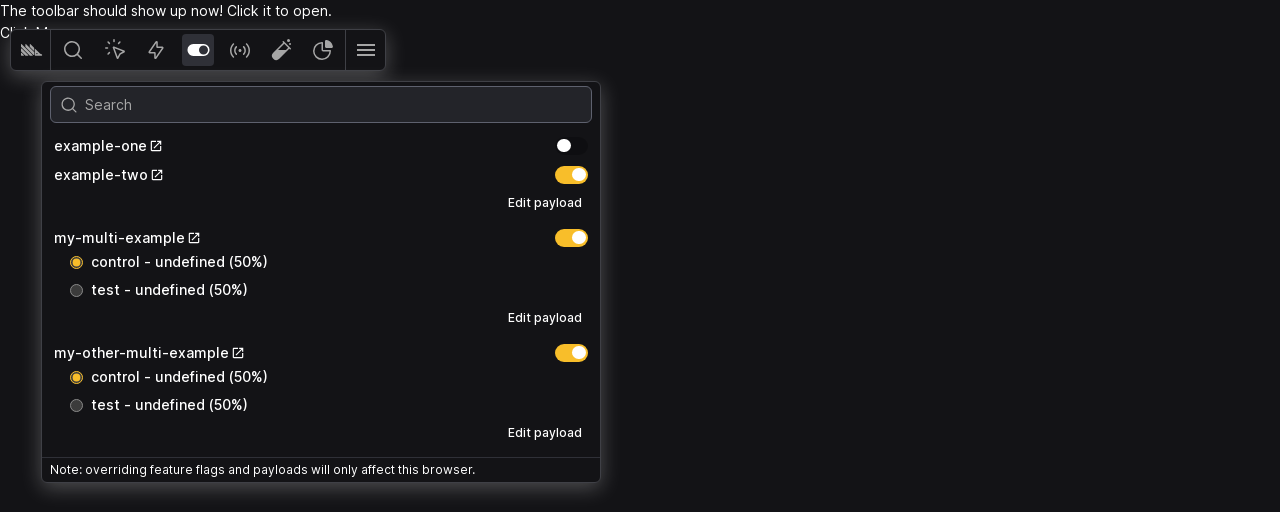 The toolbar should show up now! Click it to open.
Search
example-one
example-two
Edit payload
my-multi-example
control - undefined (50%)
test - undefined (50%)
Edit payload
my-other-multi-example
control - undefined (50%)
test - undefined (50%)
Edit payload
Note: overriding feature flags and payloads will only affect this browser.